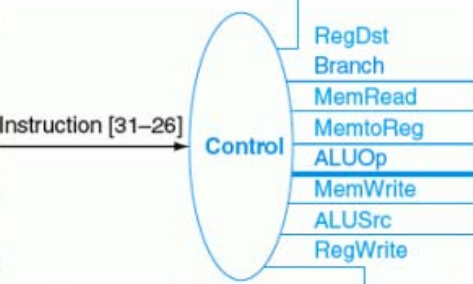 Instruction [31–26]
Control
RegDst
Branch
MemRead
MemtoReg
ALUOp
MemWrite
ALUSrc
RegWrite